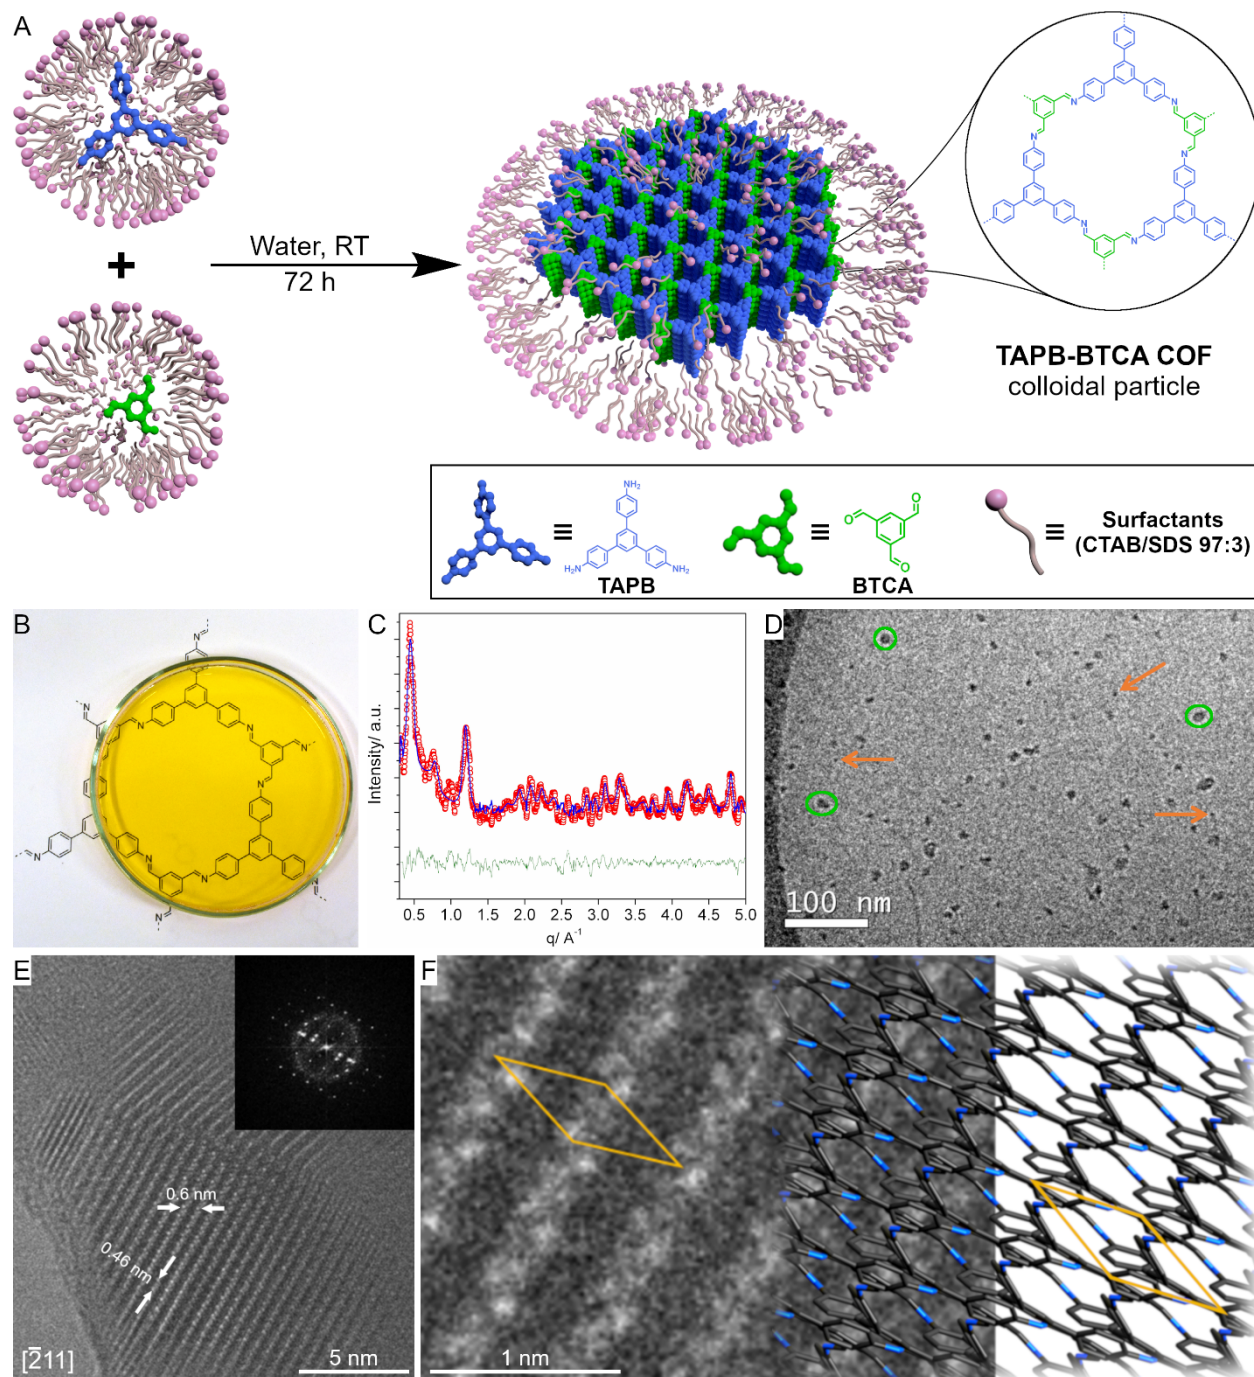 A
+
Water, RT
72 h
TAPB-BTCA COF
colloidal particle
≡
NH₂
H₂N
NH₂
TAPB
≡
O
O
O
BTCA
≡
Surfactants
(CTAB/SDS 97:3)
B
C
Intensity/ a.u.
0.5 1.0 1.5 2.0 2.5 3.0 3.5 4.0 4.5 5.0
q/ A⁻¹
D
100 nm
E
0.6 nm
0.46 nm
[2̅11]
5 nm
F
1 nm